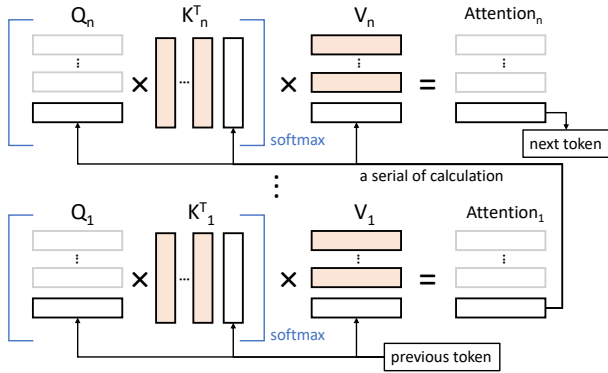 Qₙ Kᵀₙ Vₙ Attentionₙ
... × ... × ... = ...
softmax
next token
a serial of calculation
...
Q₁ Kᵀ₁ V₁ Attention₁
... × ... × ... = ...
softmax
previous token